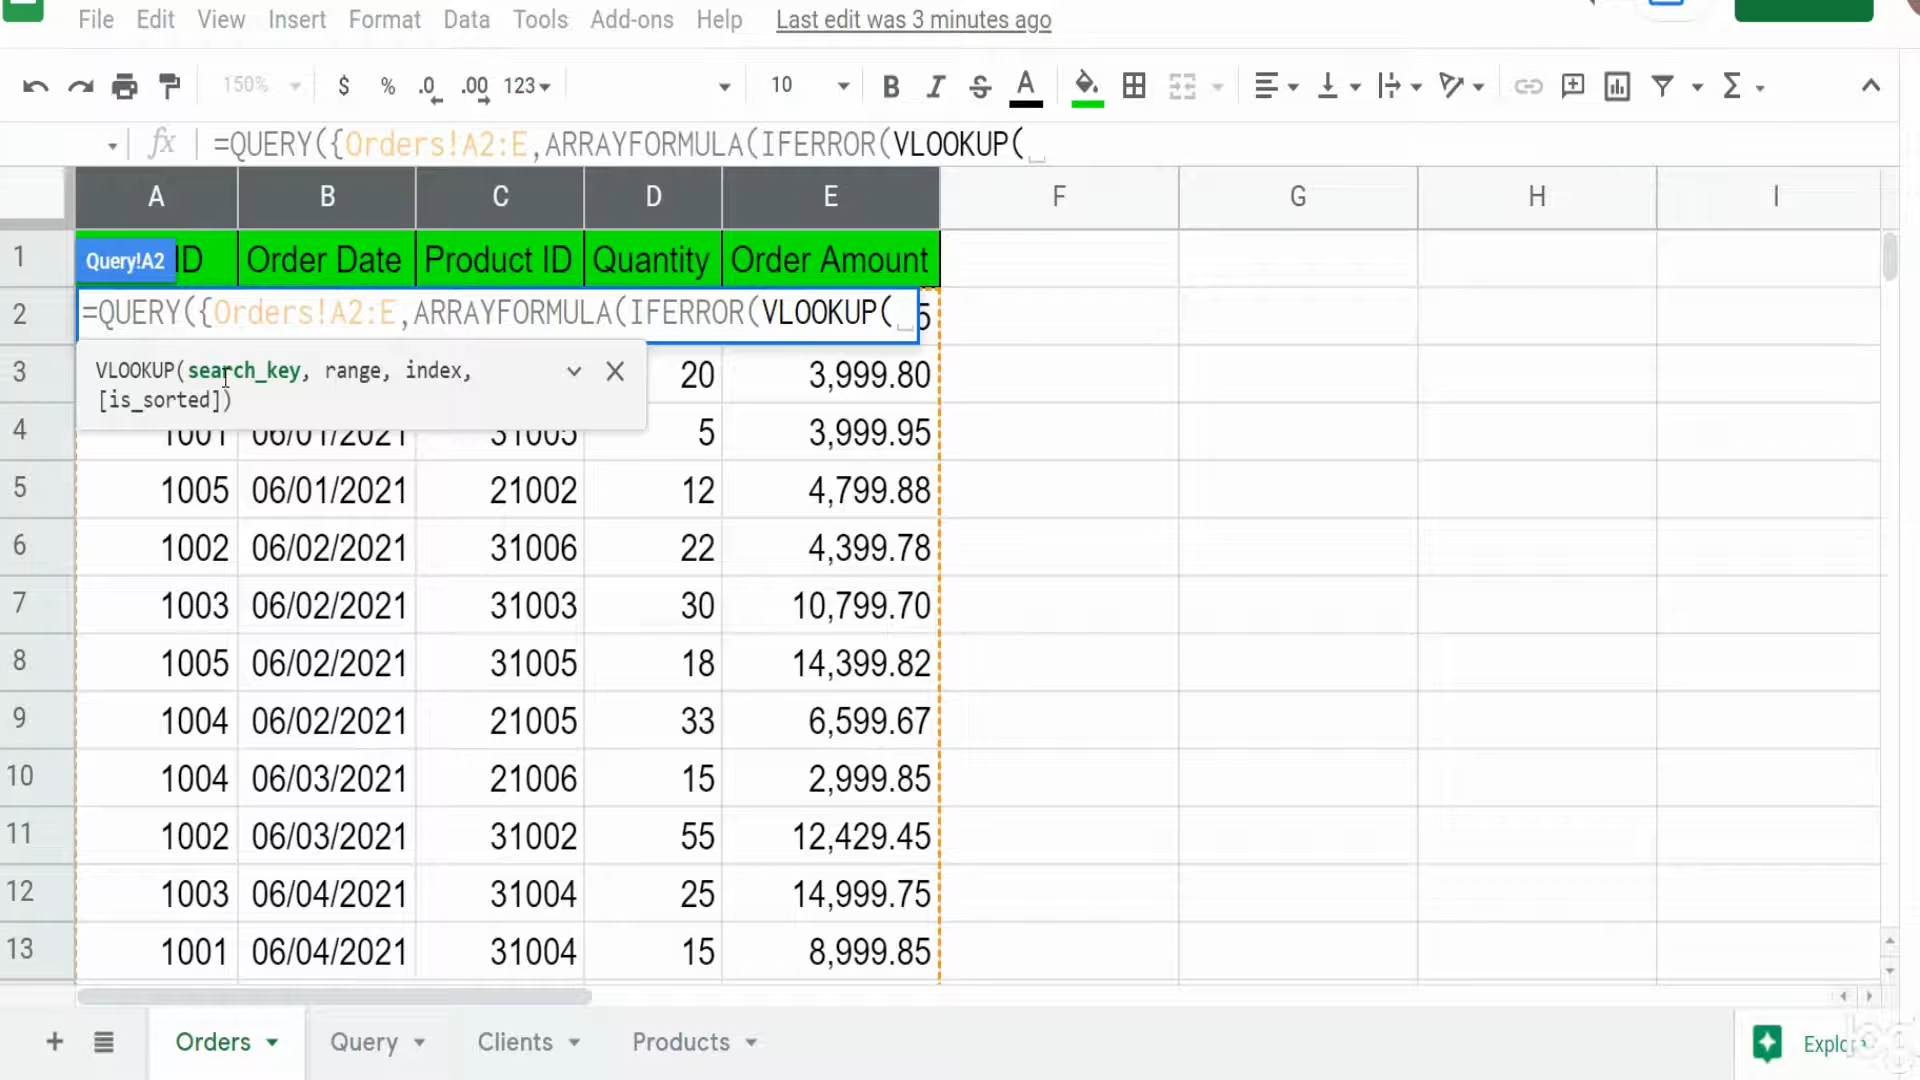 File Edit View Insert Format Data Tools Add-ons Help Last edit was 3 minutes ago
150% $ % .0 .00 123 10 B I S A Σ
fx =QUERY({Orders!A2:E,ARRAYFORMULA(IFERROR(VLOOKUP(
A B C D E F G H I
1 Query!A2 ID Order Date Product ID Quantity Order Amount
2 =QUERY({Orders!A2:E,ARRAYFORMULA(IFERROR(VLOOKUP( 5
VLOOKUP(search_key, range, index,
[is_sorted])
3 20 3,999.80
4 1001 06/01/2021 31005 5 3,999.95
5 1005 06/01/2021 21002 12 4,799.88
6 1002 06/02/2021 31006 22 4,399.78
7 1003 06/02/2021 31003 30 10,799.70
8 1005 06/02/2021 31005 18 14,399.82
9 1004 06/02/2021 21005 33 6,599.67
10 1004 06/03/2021 21006 15 2,999.85
11 1002 06/03/2021 31002 55 12,429.45
12 1003 06/04/2021 31004 25 14,999.75
13 1001 06/04/2021 31004 15 8,999.85
+ Orders Query Clients Products Explore